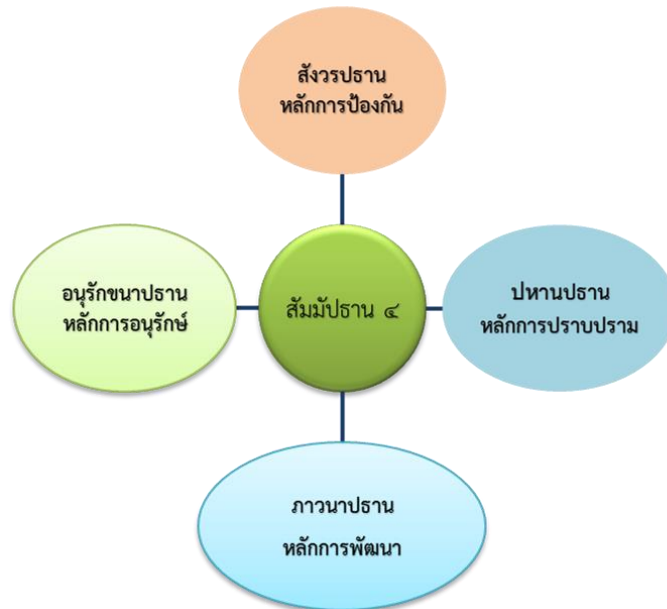 สังวรปธาน
หลักการป้องกัน
อนุรักขนาปธาน
หลักการอนุรักษ์
สัมมัปธาน ๔
ปหานปธาน
หลักการปราบปราม
ภาวนาปธาน
หลักการพัฒนา